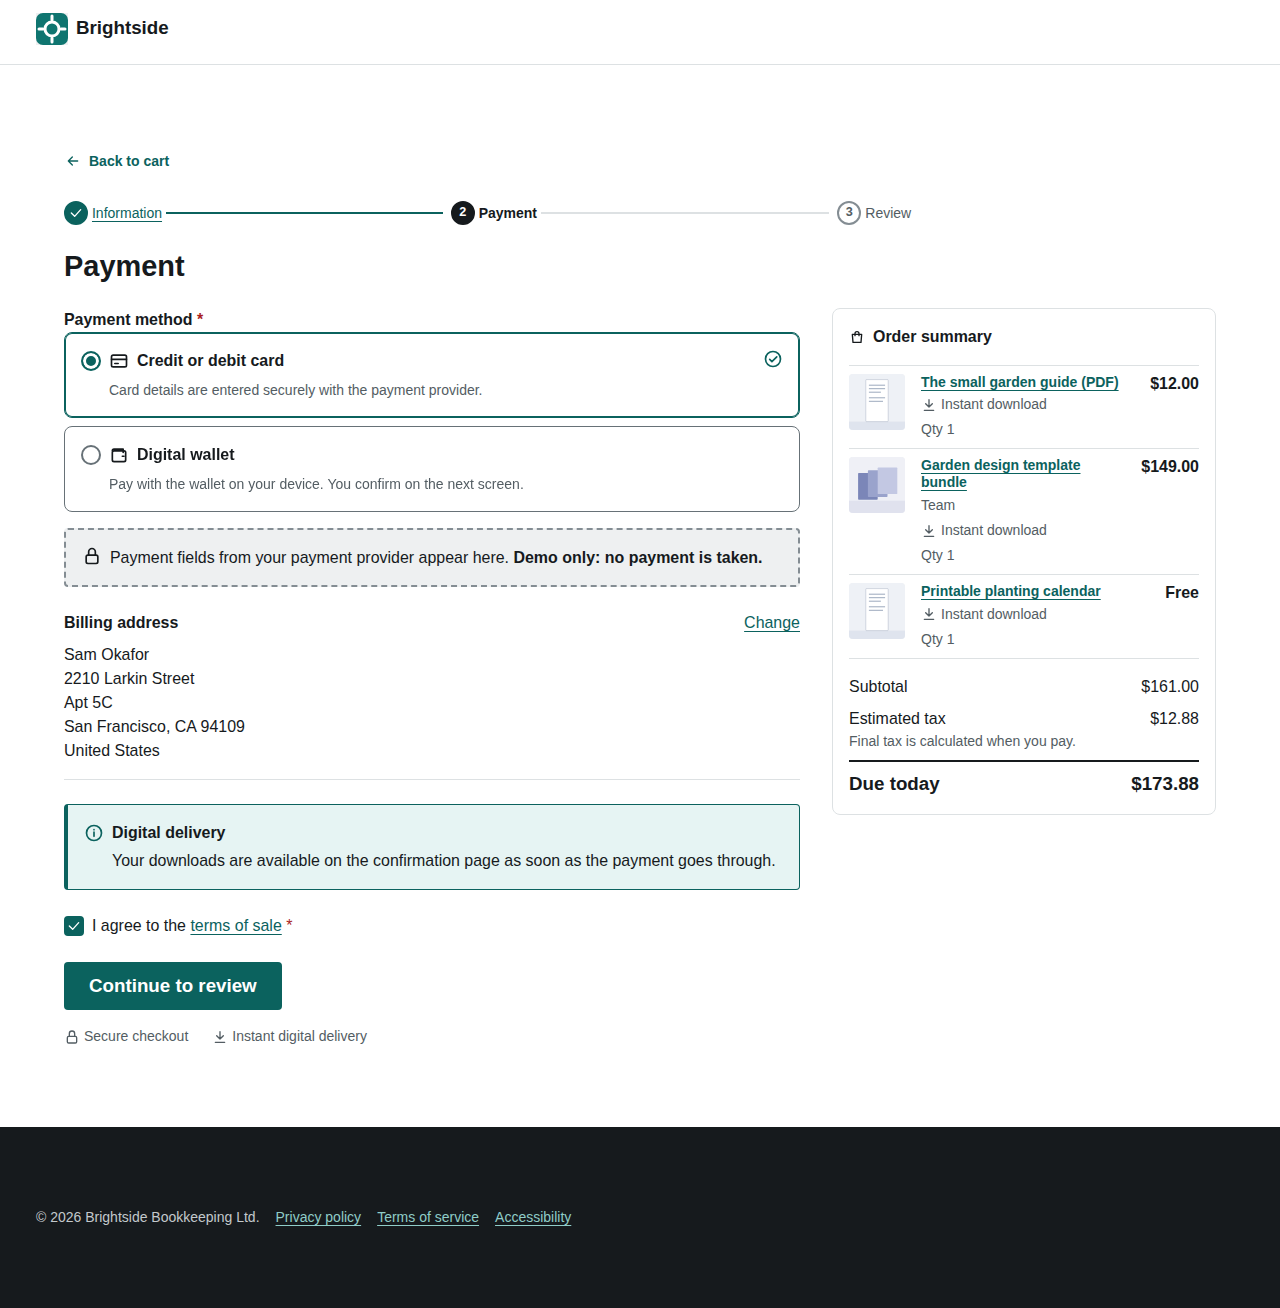 Brightside
Back to cart
Information
2 Payment
3 Review
Payment
Payment method *
Credit or debit card
Card details are entered securely with the payment provider.
Digital wallet
Pay with the wallet on your device. You confirm on the next screen.
Payment fields from your payment provider appear here. Demo only: no payment is taken.
Billing address
Change
Sam Okafor
2210 Larkin Street
Apt 5C
San Francisco, CA 94109
United States
Digital delivery
Your downloads are available on the confirmation page as soon as the payment goes through.
I agree to the terms of sale *
Continue to review
Secure checkout
Instant digital delivery
Order summary
The small garden guide (PDF) $12.00
Instant download
Qty 1
Garden design template $149.00
bundle
Team
Instant download
Qty 1
Printable planting calendar Free
Instant download
Qty 1
Subtotal $161.00
Estimated tax $12.88
Final tax is calculated when you pay.
Due today $173.88
© 2026 Brightside Bookkeeping Ltd. Privacy policy Terms of service Accessibility